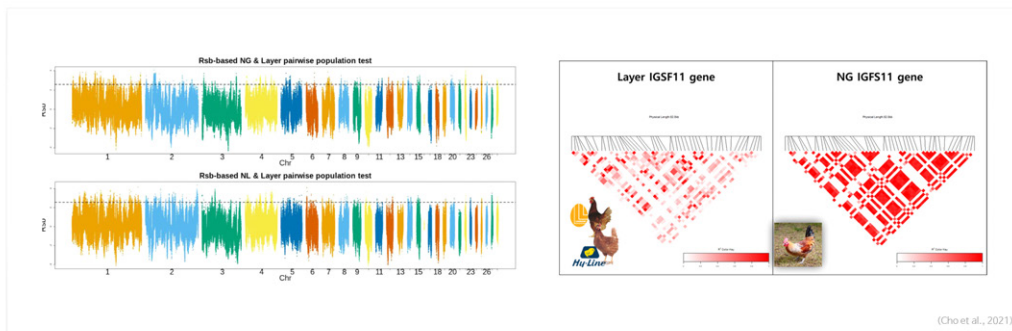 Rsb-based NG & Layer pairwise population test
1 2 3 4 5 6 7 8 9 11 13 15 18 20 23 26
Chr
Rsb-based NL & Layer pairwise population test
1 2 3 4 5 6 7 8 9 11 13 15 18 20 23 26
Chr
Layer IGSF11 gene
Hy-Line
NG IGFS11 gene
(Cho et al., 2021)